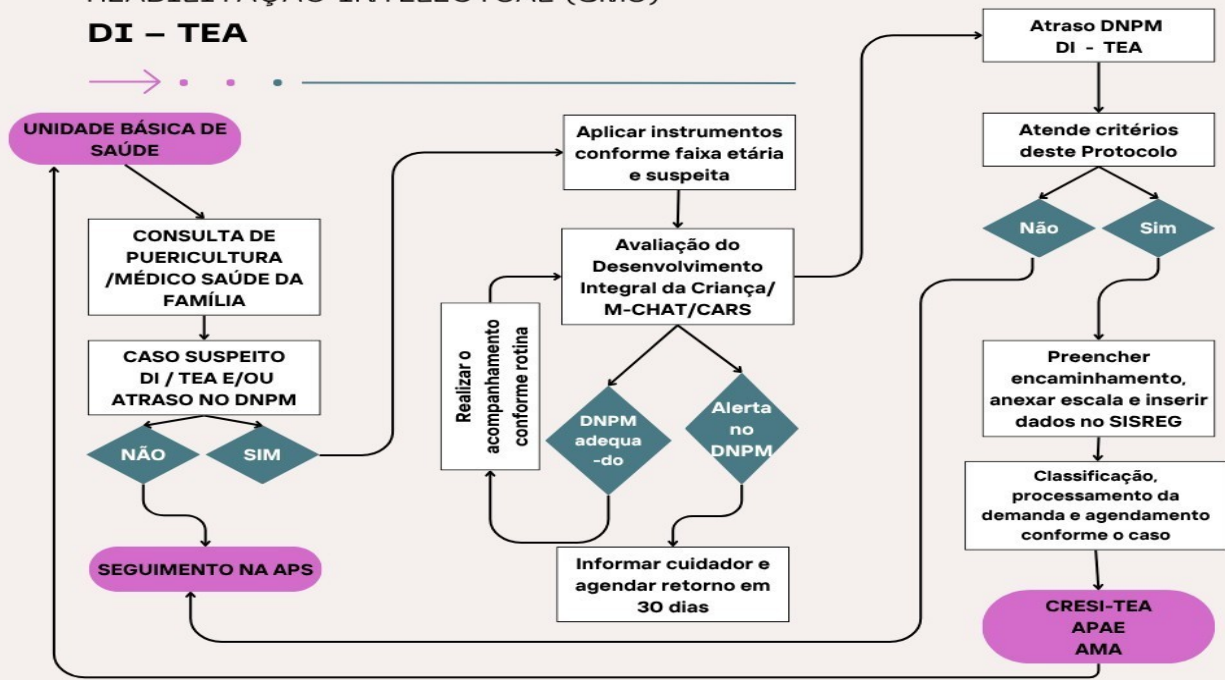 DI – TEA
UNIDADE BÁSICA DE
SAÚDE
CONSULTA DE
PUERICULTURA
/MÉDICO SAÚDE DA
FAMÍLIA
CASO SUSPEITO
DI / TEA E/OU
ATRASO NO DNPM
NÃO
SIM
SEGUIMENTO NA APS
Aplicar instrumentos
conforme faixa etária
e suspeita
Avaliação do
Desenvolvimento
Integral da Criança/
M-CHAT/CARS
Realizar o
acompanhamento
conforme rotina
DNPM
adequa
-do
Alerta
no
DNPM
Informar cuidador e
agendar retorno em
30 dias
Atraso DNPM
DI - TEA
Atende critérios
deste Protocolo
Não
Sim
Preencher
encaminhamento,
anexar escala e inserir
dados no SISREG
Classificação,
processamento da
demanda e agendamento
conforme o caso
CRESI-TEA
APAE
AMA